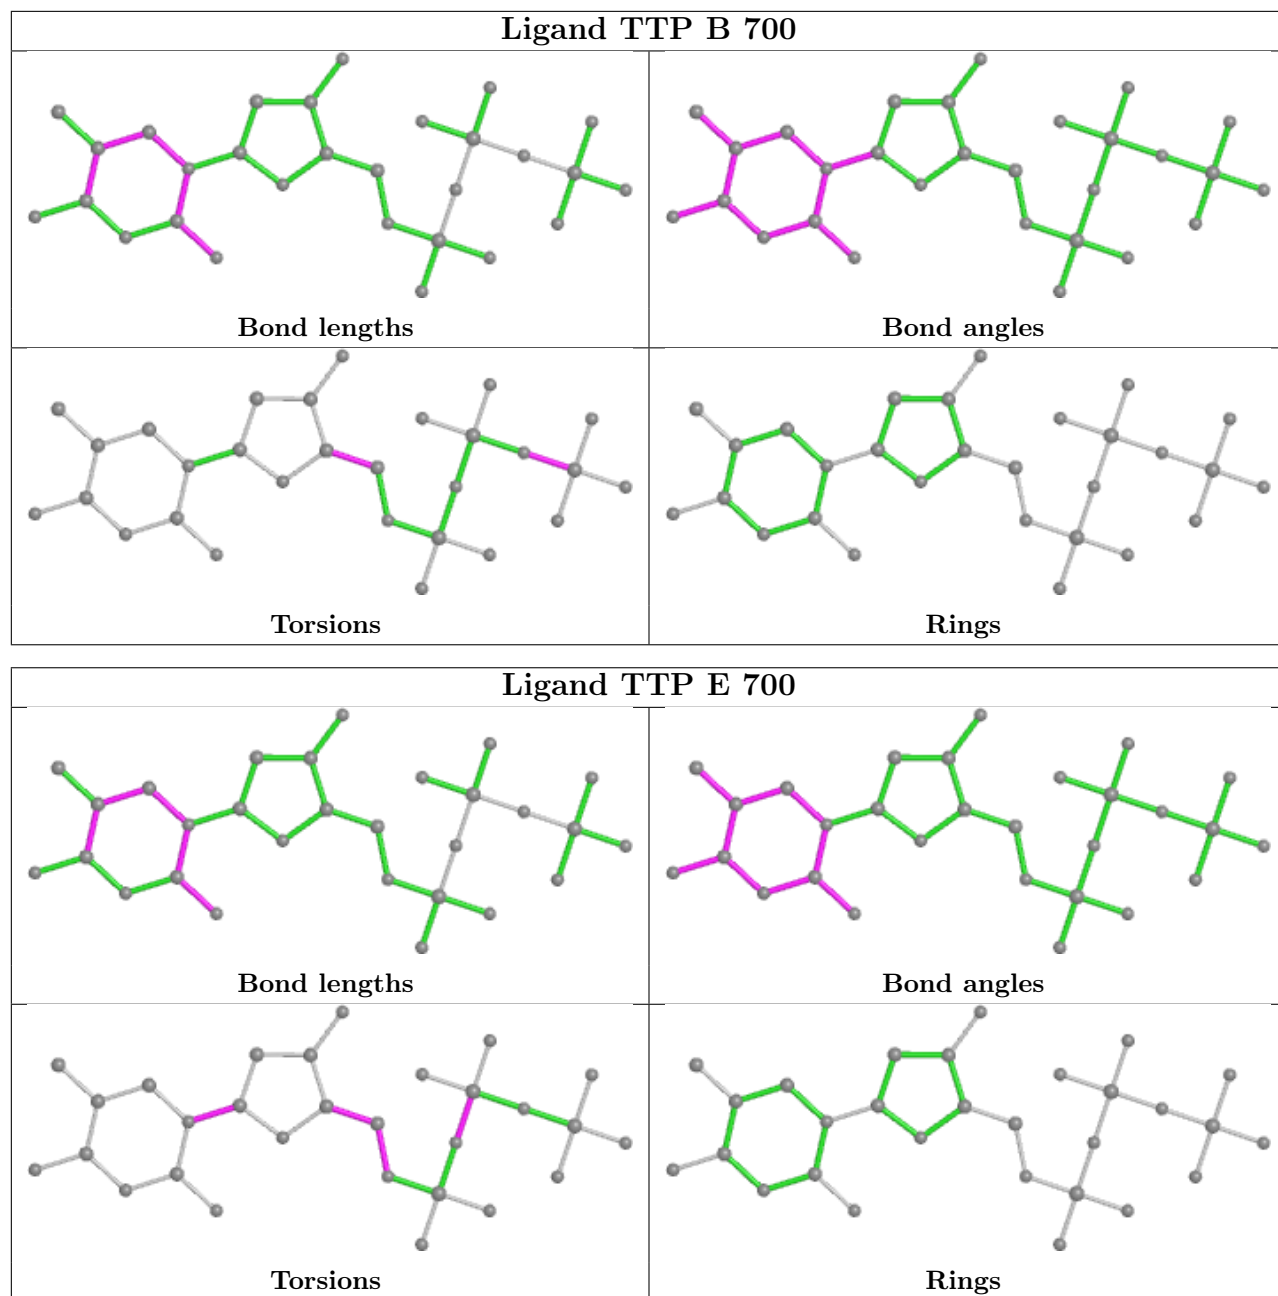 Ligand TTP B 700
Bond lengths
Bond angles
Torsions
Rings
Ligand TTP E 700
Bond lengths
Bond angles
Torsions
Rings